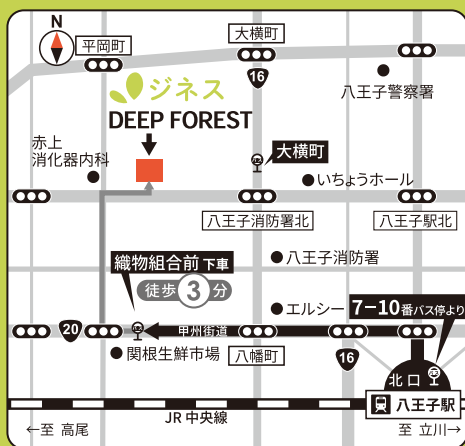 N
平岡町
大横町
16
八王子警察署
ジネス
DEEP FOREST
赤上
消化器内科
大横町
いちょうホール
八王子消防署北
八王子駅北
織物組合前 下車
八王子消防署
徒歩 3 分
エルシー
7−10番バス停より
20
甲州街道
関根生鮮市場
八幡町
16
北口
八王子駅
JR 中央線
←至 高尾
至 立川→